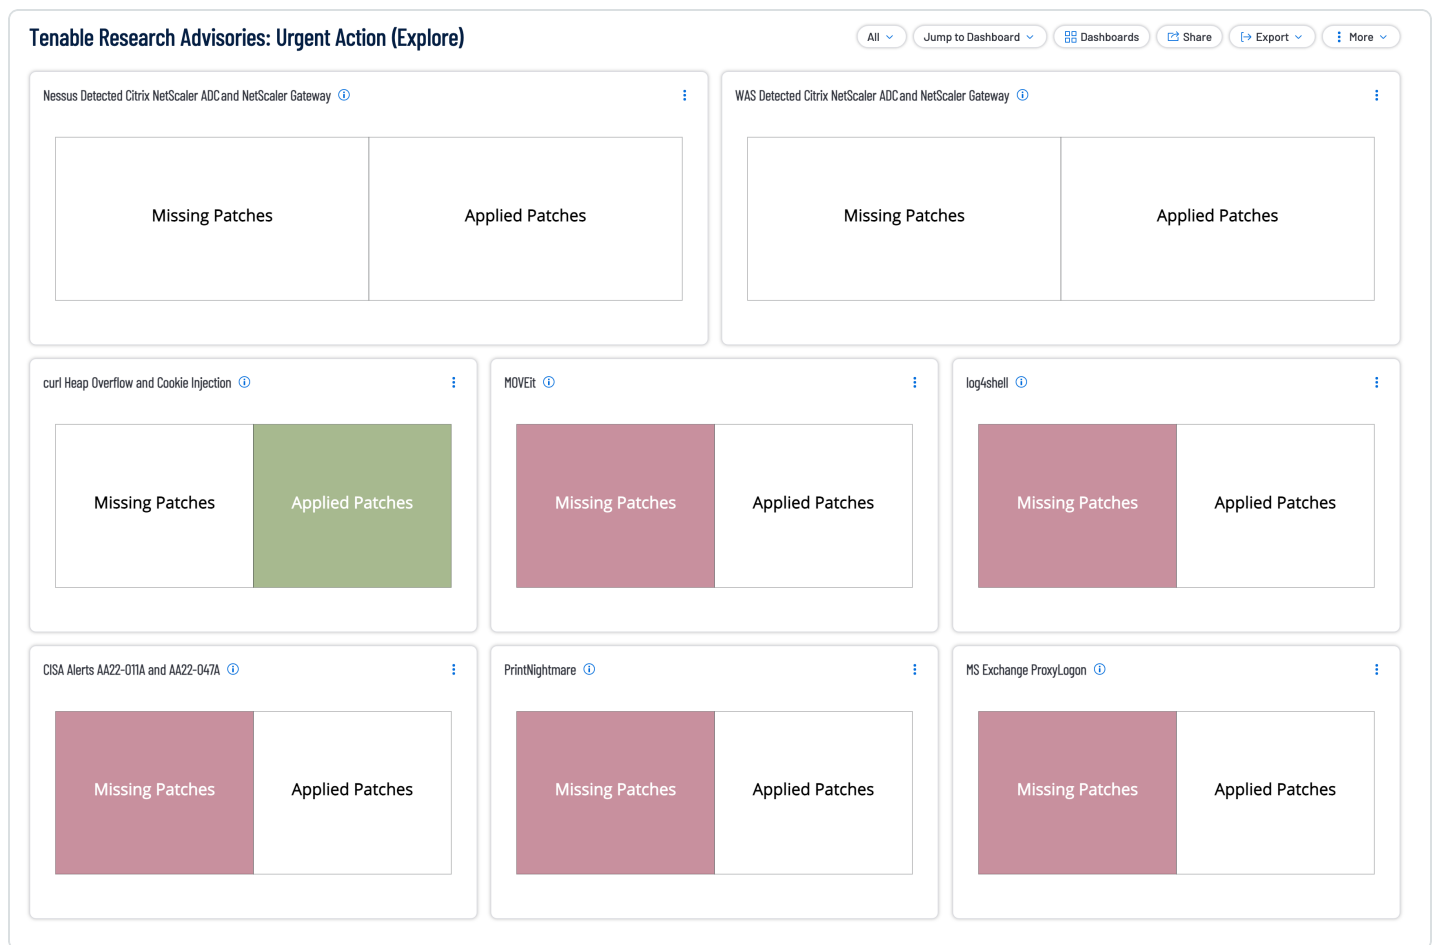 Tenable Research Advisories: Urgent Action (Explore)
All
Jump to Dashboard
Dashboards
Share
Export
More
Nessus Detected Citrix NetScaler ADC and NetScaler Gateway
Missing Patches
Applied Patches
WAS Detected Citrix NetScaler ADC and NetScaler Gateway
Missing Patches
Applied Patches
curl Heap Overflow and Cookie Injection
Missing Patches
Applied Patches
MOVEit
Missing Patches
Applied Patches
log4shell
Missing Patches
Applied Patches
CISA Alerts AA22-011A and AA22-047A
Missing Patches
Applied Patches
PrintNightmare
Missing Patches
Applied Patches
MS Exchange ProxyLogon
Missing Patches
Applied Patches